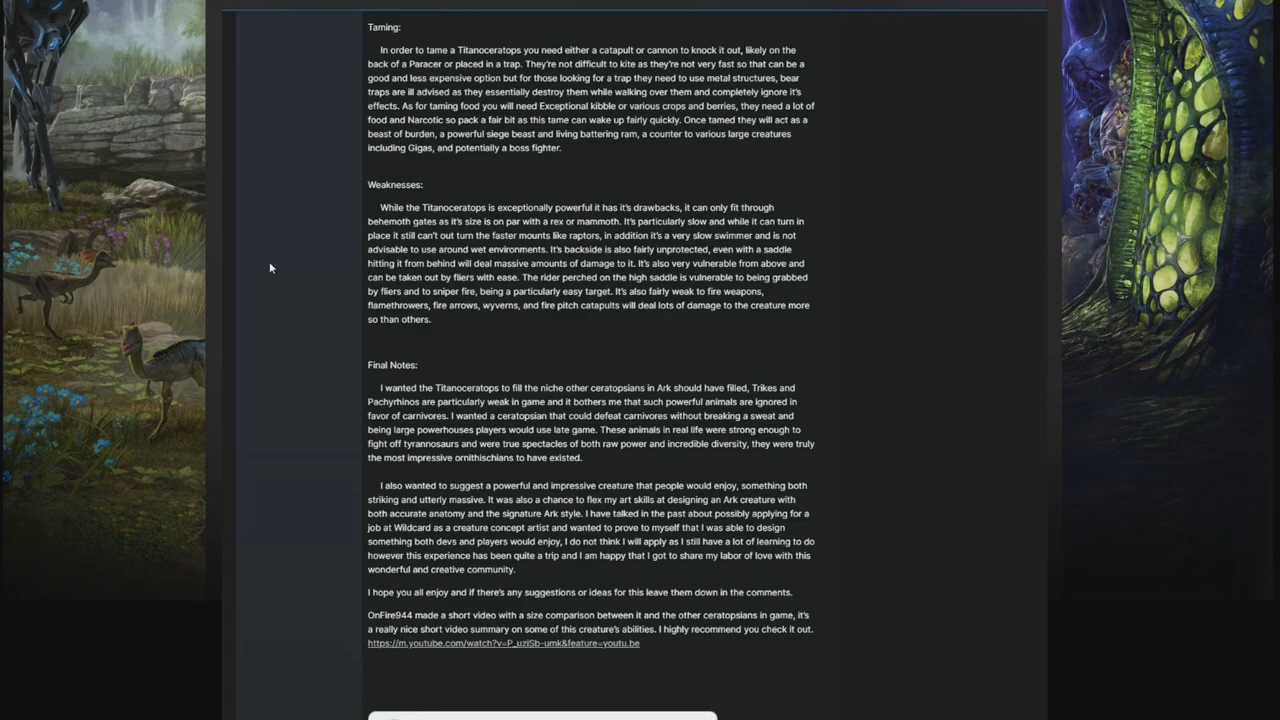 Taming:
In order to tame a Titanoceratops you need either a catapult or cannon to knock it out, likely on the
back of a Paracer or placed in a trap. They're not difficult to kite as they're not very fast so that can be a
good and less expensive option but for those looking for a trap they need to use metal structures, bear
traps are ill advised as they essentially destroy them while walking over them and completely ignore it's
effects. As for taming food you will need Exceptional kibble or various crops and berries, they need a lot of
food and Narcotic so pack a fair bit as this tame can wake up fairly quickly. Once tamed they will act as a
beast of burden, a powerful siege beast and living battering ram, a counter to various large creatures
including Gigas, and potentially a boss fighter.
Weaknesses:
While the Titanoceratops is exceptionally powerful it has it's drawbacks, it can only fit through
behemoth gates as it's size is on par with a rex or mammoth. It's particularly slow and while it can turn in
place it still can't out turn the faster mounts like raptors, in addition it's a very slow swimmer and is not
advisable to use around wet environments. It's backside is also fairly unprotected, even with a saddle
hitting it from behind will deal massive amounts of damage to it. It's also very vulnerable from above and
can be taken out by fliers with ease. The rider perched on the high saddle is vulnerable to being grabbed
by fliers and to sniper fire, being a particularly easy target. It's also fairly weak to fire weapons,
flamethrowers, fire arrows, wyverns, and fire pitch catapults will deal lots of damage to the creature more
so than others.
Final Notes:
I wanted the Titanoceratops to fill the niche other ceratopsians in Ark should have filled, Trikes and
Pachyrhinos are particularly weak in game and it bothers me that such powerful animals are ignored in
favor of carnivores. I wanted a ceratopsian that could defeat carnivores without breaking a sweat and
being large powerhouses players would use late game. These animals in real life were strong enough to
fight off tyrannosaurs and were true spectacles of both raw power and incredible diversity, they were truly
the most impressive ornithischians to have existed.
I also wanted to suggest a powerful and impressive creature that people would enjoy, something both
striking and utterly massive. It was also a chance to flex my art skills at designing an Ark creature with
both accurate anatomy and the signature Ark style. I have talked in the past about possibly applying for a
job at Wildcard as a creature concept artist and wanted to prove to myself that I was able to design
something both devs and players would enjoy, I do not think I will apply as I still have a lot of learning to do
however this experience has been quite a trip and I am happy that I got to share my labor of love with this
wonderful and creative community.
I hope you all enjoy and if there's any suggestions or ideas for this leave them down in the comments.
OnFire944 made a short video with a size comparison between it and the other ceratopsians in game, it's
a really nice short video summary on some of this creature's abilities. I highly recommend you check it out.
https://m.youtube.com/watch?v=P_uziSb-umk&feature=youtu.be